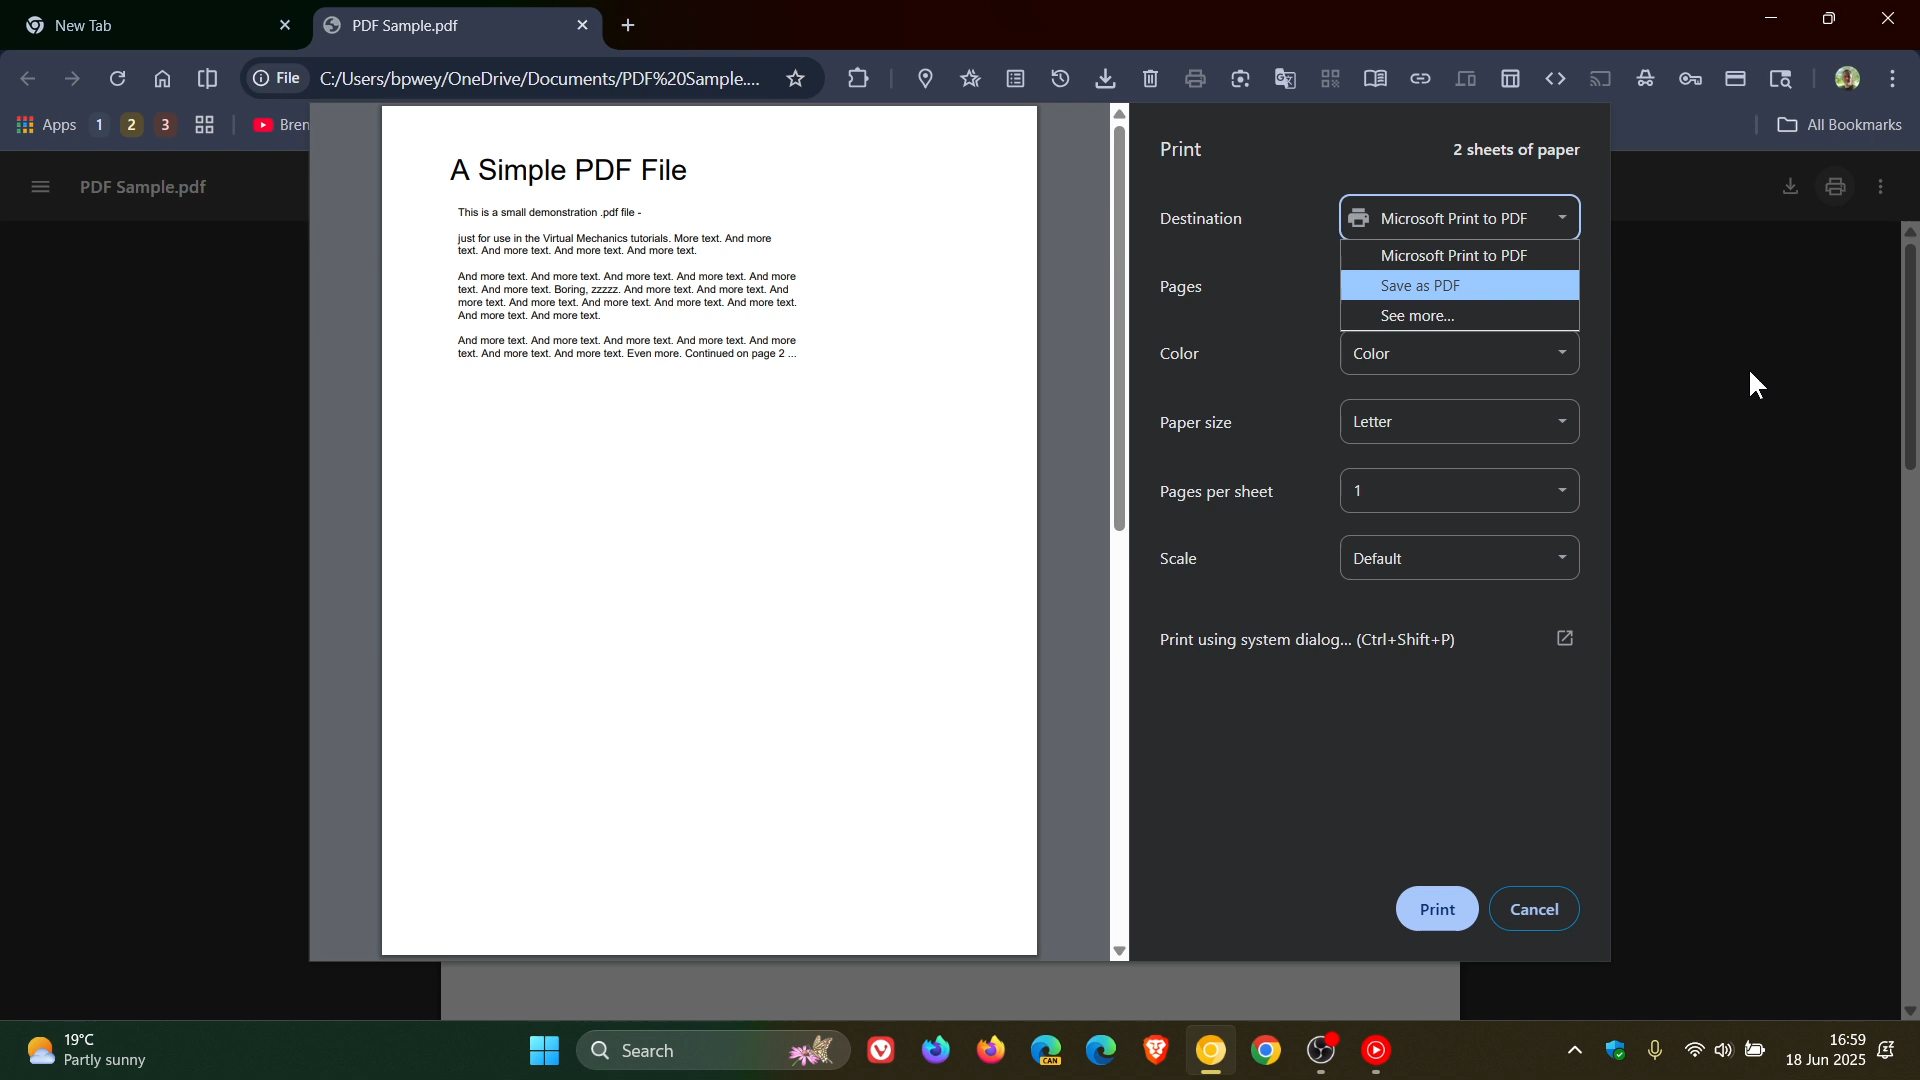 New Tab
PDF Sample.pdf
File
C:/Users/bpwey/OneDrive/Documents/PDF%20Sample....
Apps
1
2
3
Bren
All Bookmarks
PDF Sample.pdf
A Simple PDF File
This is a small demonstration .pdf file -
just for use in the Virtual Mechanics tutorials. More text. And more
text. And more text. And more text. And more text.
And more text. And more text. And more text. And more text. And more
text. And more text. Boring, zzzzz. And more text. And more text. And
more text. And more text. And more text. And more text. And more text.
And more text. And more text.
And more text. And more text. And more text. And more text. And more
text. And more text. And more text. Even more. Continued on page 2 ...
Print
2 sheets of paper
Destination
Microsoft Print to PDF
Microsoft Print to PDF
Pages
Save as PDF
See more...
Color
Color
Paper size
Letter
Pages per sheet
1
Scale
Default
Print using system dialog... (Ctrl+Shift+P)
Print
Cancel
19°C
Partly sunny
Search
CAN
16:59
18 Jun 2025